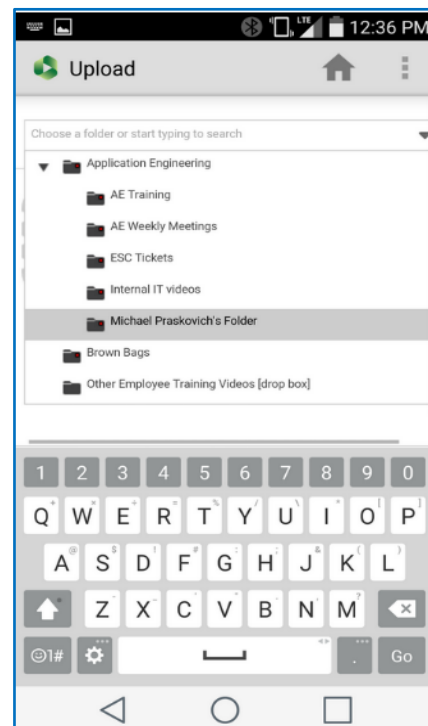 LTE 12:36 PM
Upload
Choose a folder or start typing to search
Application Engineering
AE Training
AE Weekly Meetings
ESC Tickets
Internal IT videos
Michael Praskovich's Folder
Brown Bags
Other Employee Training Videos [drop box]
1 2 3 4 5 6 7 8 9 0
Q W E R T Y U I O P
A S D F G H J K L
Z X C V B N M
☺1# . Go